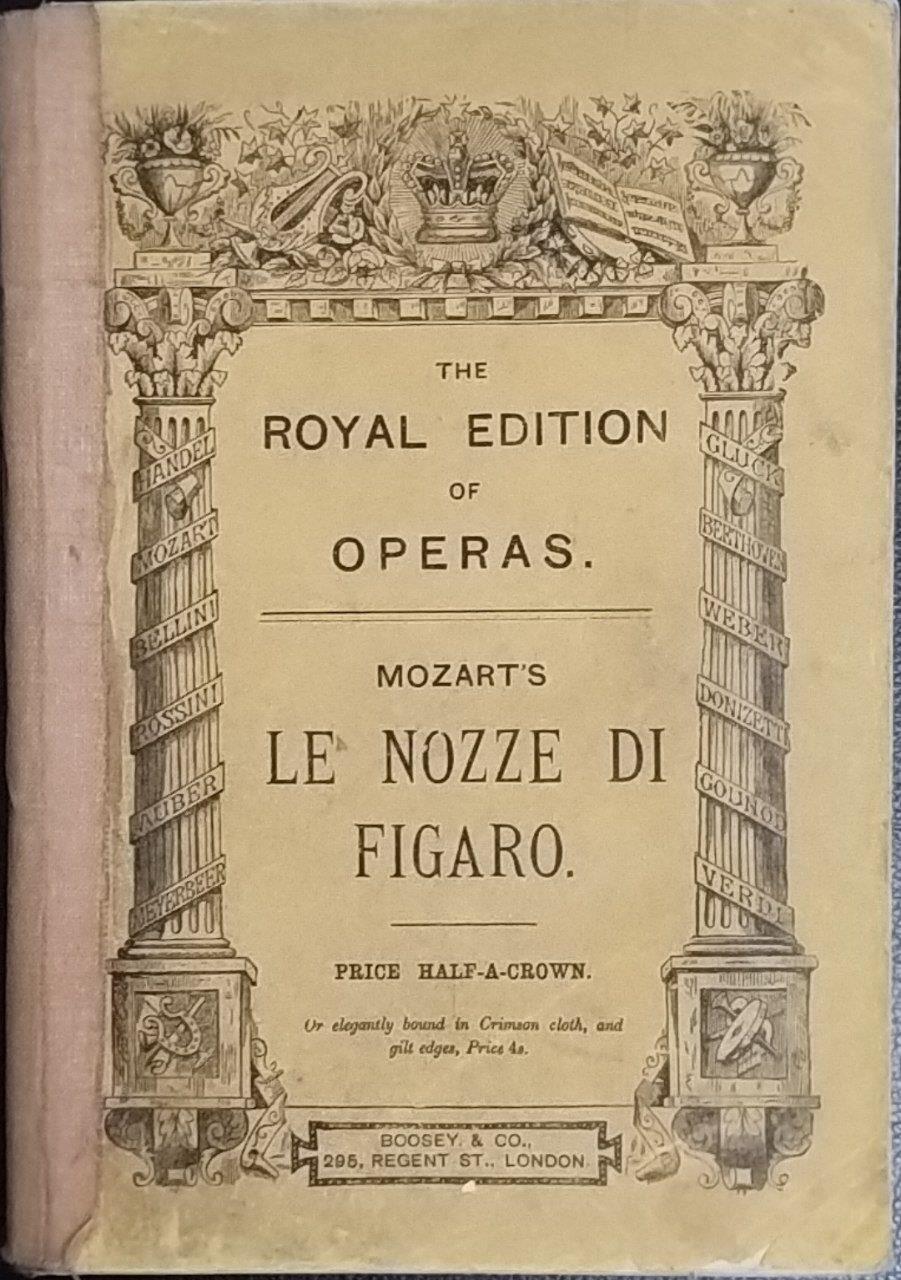 THE
ROYAL EDITION
OF
OPERAS.
MOZART'S
LE NOZZE DI
FIGARO.
PRICE HALF-A-CROWN.
Or elegantly bound in Crimson cloth, and
gilt edges, Price 4s.
BOOSEY & CO.,
295, REGENT ST., LONDON
HANDEL
MOZART
BELLINI
ROSSINI
AUBER
MEYERBEER
GLUCK
BEETHOVEN
WEBER
DONIZETTI
GOUNOD
VERDI